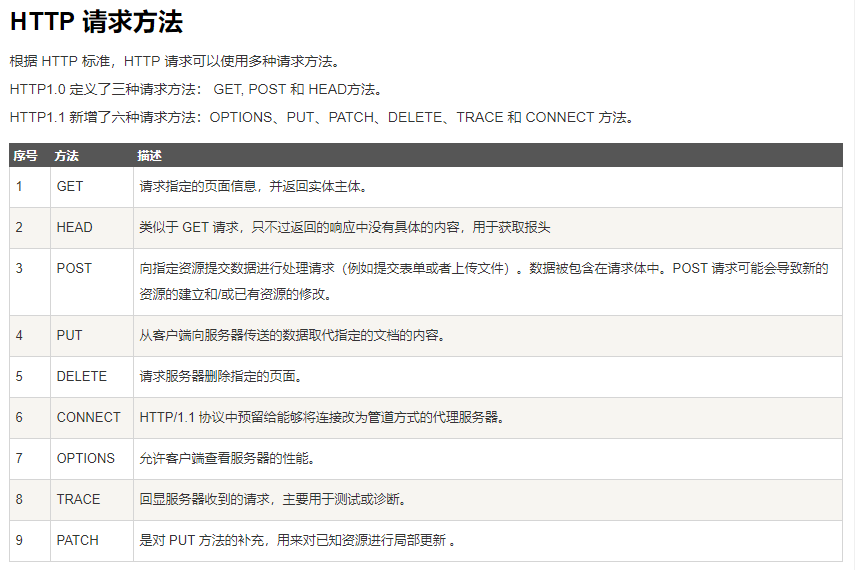 HTTP 请求方法
根据 HTTP 标准，HTTP 请求可以使用多种请求方法。
HTTP1.0 定义了三种请求方法： GET, POST 和 HEAD方法。
HTTP1.1 新增了六种请求方法：OPTIONS、PUT、PATCH、DELETE、TRACE 和 CONNECT 方法。
序号 方法 描述
1 GET 请求指定的页面信息，并返回实体主体。
2 HEAD 类似于 GET 请求，只不过返回的响应中没有具体的内容，用于获取报头
3 POST 向指定资源提交数据进行处理请求（例如提交表单或者上传文件）。数据被包含在请求体中。POST 请求可能会导致新的
资源的建立和/或已有资源的修改。
4 PUT 从客户端向服务器传送的数据取代指定的文档的内容。
5 DELETE 请求服务器删除指定的页面。
6 CONNECT HTTP/1.1 协议中预留给能够将连接改为管道方式的代理服务器。
7 OPTIONS 允许客户端查看服务器的性能。
8 TRACE 回显服务器收到的请求，主要用于测试或诊断。
9 PATCH 是对 PUT 方法的补充，用来对已知资源进行局部更新 。